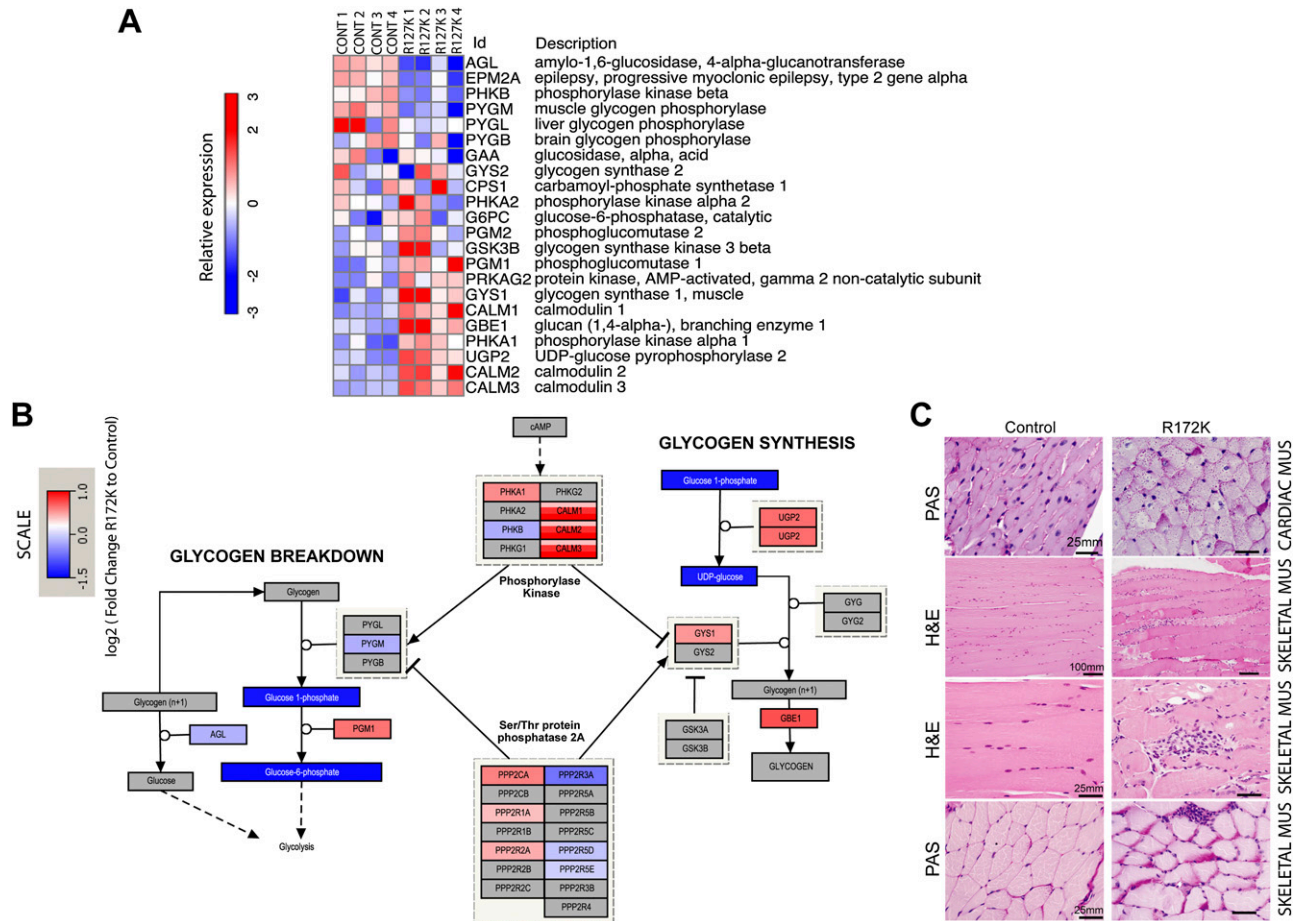 A
CONT 1
CONT 2
CONT 3
CONT 4
R127K 1
R127K 2
R127K 3
R127K 4
Id Description
AGL amylo-1,6-glucosidase, 4-alpha-glucanotransferase
EPM2A epilepsy, progressive myoclonic epilepsy, type 2 gene alpha
PHKB phosphorylase kinase beta
PYGM muscle glycogen phosphorylase
PYGL liver glycogen phosphorylase
PYGB brain glycogen phosphorylase
GAA glucosidase, alpha, acid
GYS2 glycogen synthase 2
CPS1 carbamoyl-phosphate synthetase 1
PHKA2 phosphorylase kinase alpha 2
G6PC glucose-6-phosphatase, catalytic
PGM2 phosphoglucomutase 2
GSK3B glycogen synthase kinase 3 beta
PGM1 phosphoglucomutase 1
PRKAG2 protein kinase, AMP-activated, gamma 2 non-catalytic subunit
GYS1 glycogen synthase 1, muscle
CALM1 calmodulin 1
GBE1 glucan (1,4-alpha-), branching enzyme 1
PHKA1 phosphorylase kinase alpha 1
UGP2 UDP-glucose pyrophosphorylase 2
CALM2 calmodulin 2
CALM3 calmodulin 3
Relative expression
3
2
0
-2
-3
B
SCALE
1.0
0.0
-1.5
log2 ( Fold Change R172K to Control)
GLYCOGEN BREAKDOWN
Glycogen
PYGL
PYGM
PYGB
Glycogen (n+1)
Glucose 1-phosphate
AGL
PGM1
Glucose
Glucose-6-phosphate
Glycolysis
cAMP
PHKA1 PHKG2
PHKA2 CALM1
PHKB CALM2
PHKG1 CALM3
Phosphorylase
Kinase
Ser/Thr protein
phosphatase 2A
PPP2CA PPP2R3A
PPP2CB PPP2R5A
PPP2R1A PPP2R5B
PPP2R1B PPP2R5C
PPP2R2A PPP2R5D
PPP2R2B PPP2R5E
PPP2R2C PPP2R3B
PPP2R4
GLYCOGEN SYNTHESIS
Glucose 1-phosphate
UGP2
UGP2
UDP-glucose
GYG
GYG2
GYS1
GYS2
Glycogen (n+1)
GSK3A
GSK3B
GBE1
GLYCOGEN
C
Control R172K
PAS
25mm
CARDIAC MUS
H&E
100mm
SKELETAL MUS
H&E
25mm
SKELETAL MUS
PAS
25mm
SKELETAL MUS